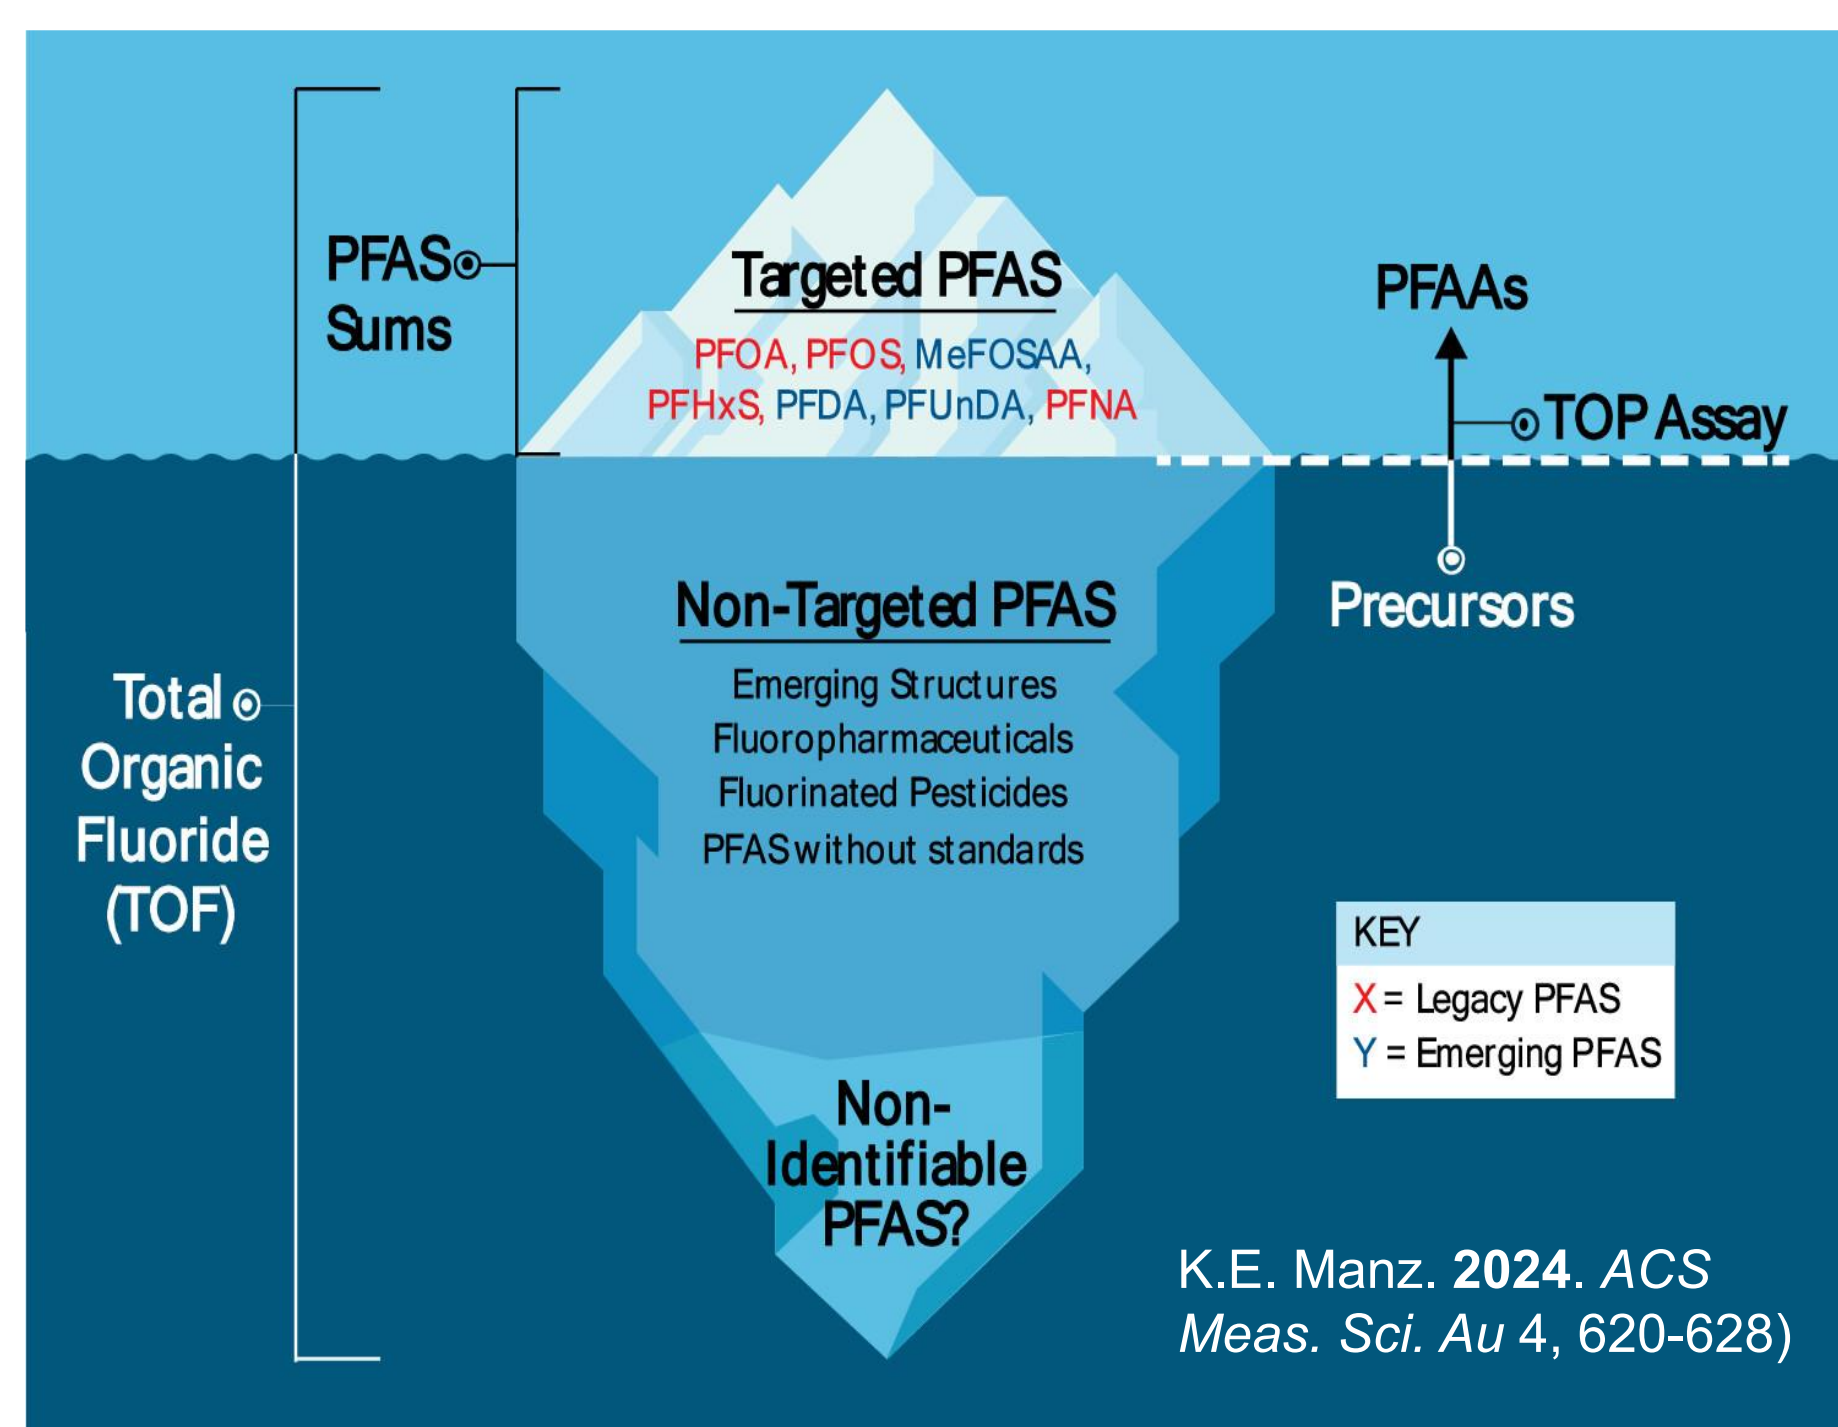 PFAS
Sums
Targeted PFAS
PFOA, PFOS, MeFOSAA,
PFHxS, PFDA, PFUnDA, PFNA
PFAAs
TOP Assay
Precursors
Non-Targeted PFAS
Emerging Structures
Fluoropharmaceuticals
Fluorinated Pesticides
PFAS without standards
Total
Organic
Fluoride
(TOF)
Non-
Identifiable
PFAS?
KEY
X = Legacy PFAS
Y = Emerging PFAS
K.E. Manz. 2024. ACS
Meas. Sci. Au 4, 620-628)